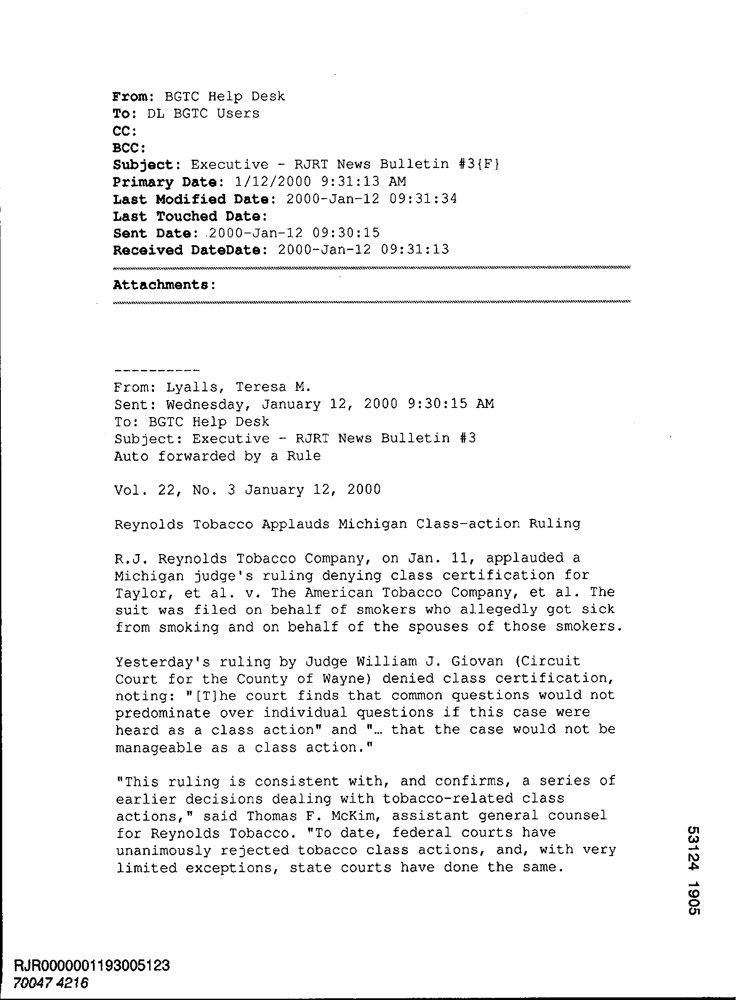 From: BGTC Help Desk
To: DL BGTC Users
CC:
BCC:
Subject: Executive - RJRT News Bulletin #3{F}
Primary Date: 1/12/2000 9:31:13 AM
Last Modified Date: 2000-Jan-12 09:31:34
Last Touched Date:
Sent Date: 2000-Jan-12 09:30:15
Received DateDate: 2000-Jan-12 09:31:13
Attachments:
----------
From: Lyalls, Teresa M.
Sent: Wednesday, January 12, 2000 9:30:15 AM
To: BGTC Help Desk
Subject: Executive - RJRT News Bulletin #3
Auto forwarded by a Rule
Vol. 22, No. 3 January 12, 2000
Reynolds Tobacco Applauds Michigan Class-action Ruling
R.J. Reynolds Tobacco Company, on Jan. 11, applauded a
Michigan judge's ruling denying class certification for
Taylor, et al. v. The American Tobacco Company, et al. The
suit was filed on behalf of smokers who allegedly got sick
from smoking and on behalf of the spouses of those smokers.
Yesterday's ruling by Judge William J. Giovan (Circuit
Court for the County of Wayne) denied class certification,
noting: "[T]he court finds that common questions would not
predominate over individual questions if this case were
heard as a class action" and "… that the case would not be
manageable as a class action."
"This ruling is consistent with, and confirms, a series of
earlier decisions dealing with tobacco-related class
actions," said Thomas F. McKim, assistant general counsel
for Reynolds Tobacco. "To date, federal courts have
unanimously rejected tobacco class actions, and, with very
limited exceptions, state courts have done the same.
53124 1905
RJR0000001193005123
70047 4216